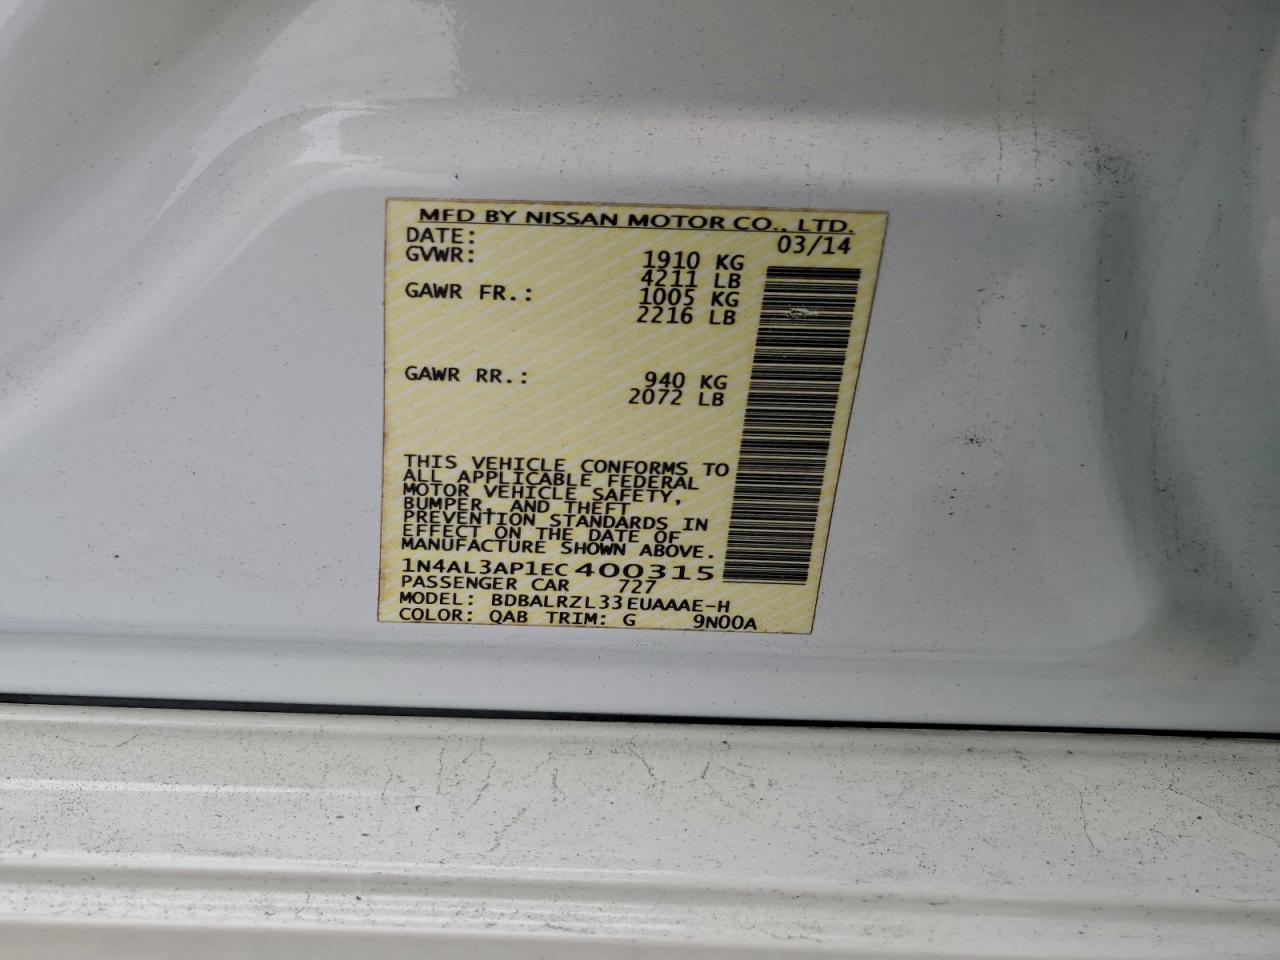 MFD BY NISSAN MOTOR CO., LTD.
DATE: 03/14
GVWR: 1910 KG
4211 LB
GAWR FR.: 1005 KG
2216 LB
GAWR RR.: 940 KG
2072 LB
THIS VEHICLE CONFORMS TO
ALL APPLICABLE FEDERAL
MOTOR VEHICLE SAFETY,
BUMPER, AND THEFT
PREVENTION STANDARDS IN
EFFECT ON THE DATE OF
MANUFACTURE SHOWN ABOVE.
1N4AL3AP1EC400315
PASSENGER CAR 727
MODEL: BDBALRZL33EUAAAE-H
COLOR: QAB TRIM: G 9N00A